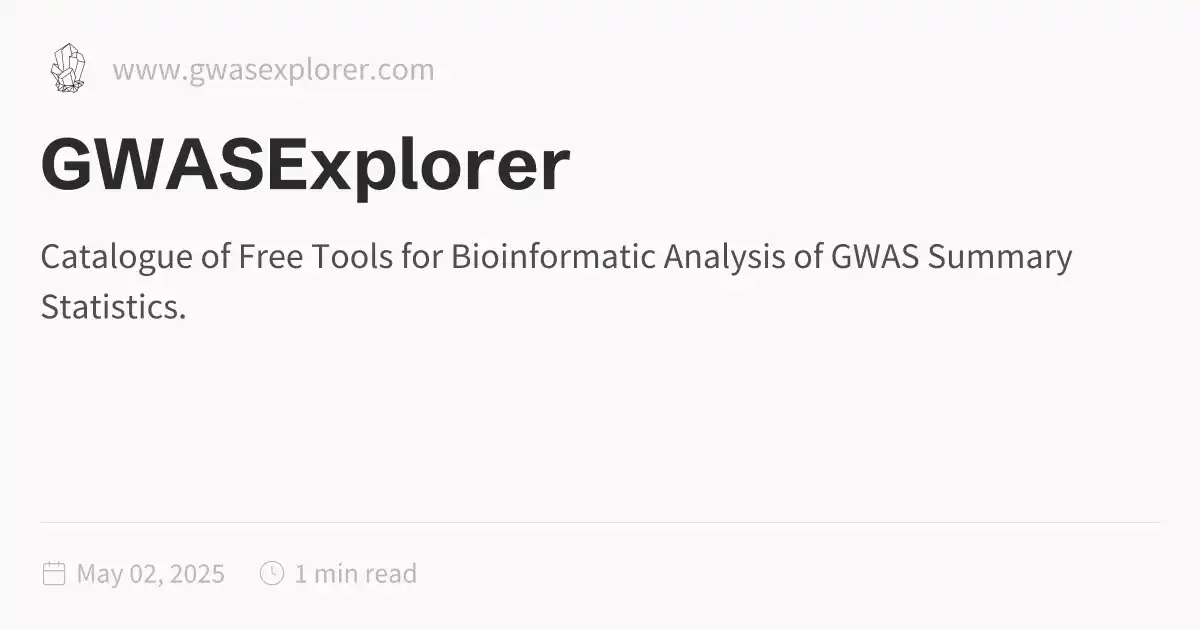 www.gwasexplorer.com
GWASExplorer
Catalogue of Free Tools for Bioinformatic Analysis of GWAS Summary
Statistics.
May 02, 2025
1 min read